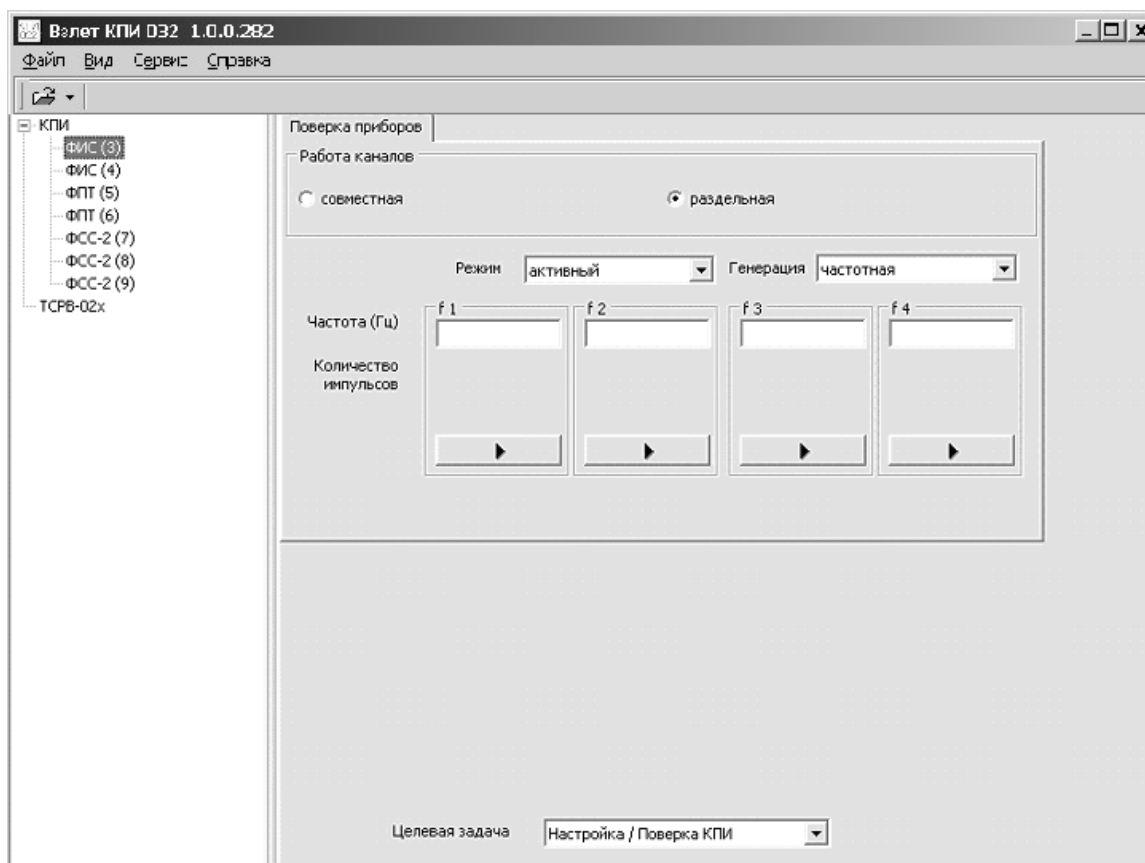 Взлет КПИ 032 1.0.0.282
Файл Вид Сервис Справка
КПИ
ФИС (3)
ФИС (4)
ФПТ (5)
ФПТ (6)
ФСС-2 (7)
ФСС-2 (8)
ФСС-2 (9)
ТСРВ-02х
Поверка приборов
Работа каналов
совместная раздельная
Режим активный Генерация частотная
f 1 f 2 f 3 f 4
Частота (Гц)
Количество
импульсов
Целевая задача Настройка / Поверка КПИ